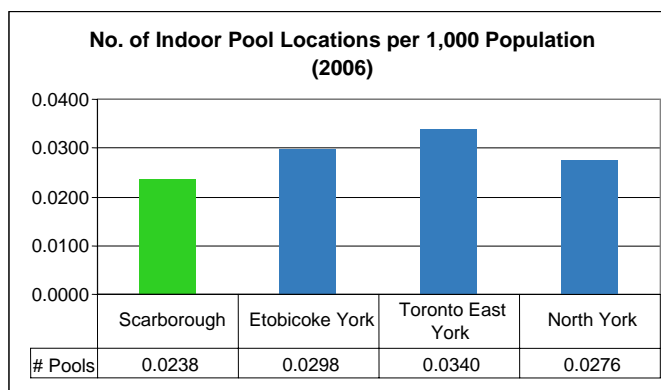 No. of Indoor Pool Locations per 1,000 Population
(2006)
0.0400
0.0300
0.0200
0.0100
0.0000
Scarborough Etobicoke York Toronto East York North York
# Pools 0.0238 0.0298 0.0340 0.0276